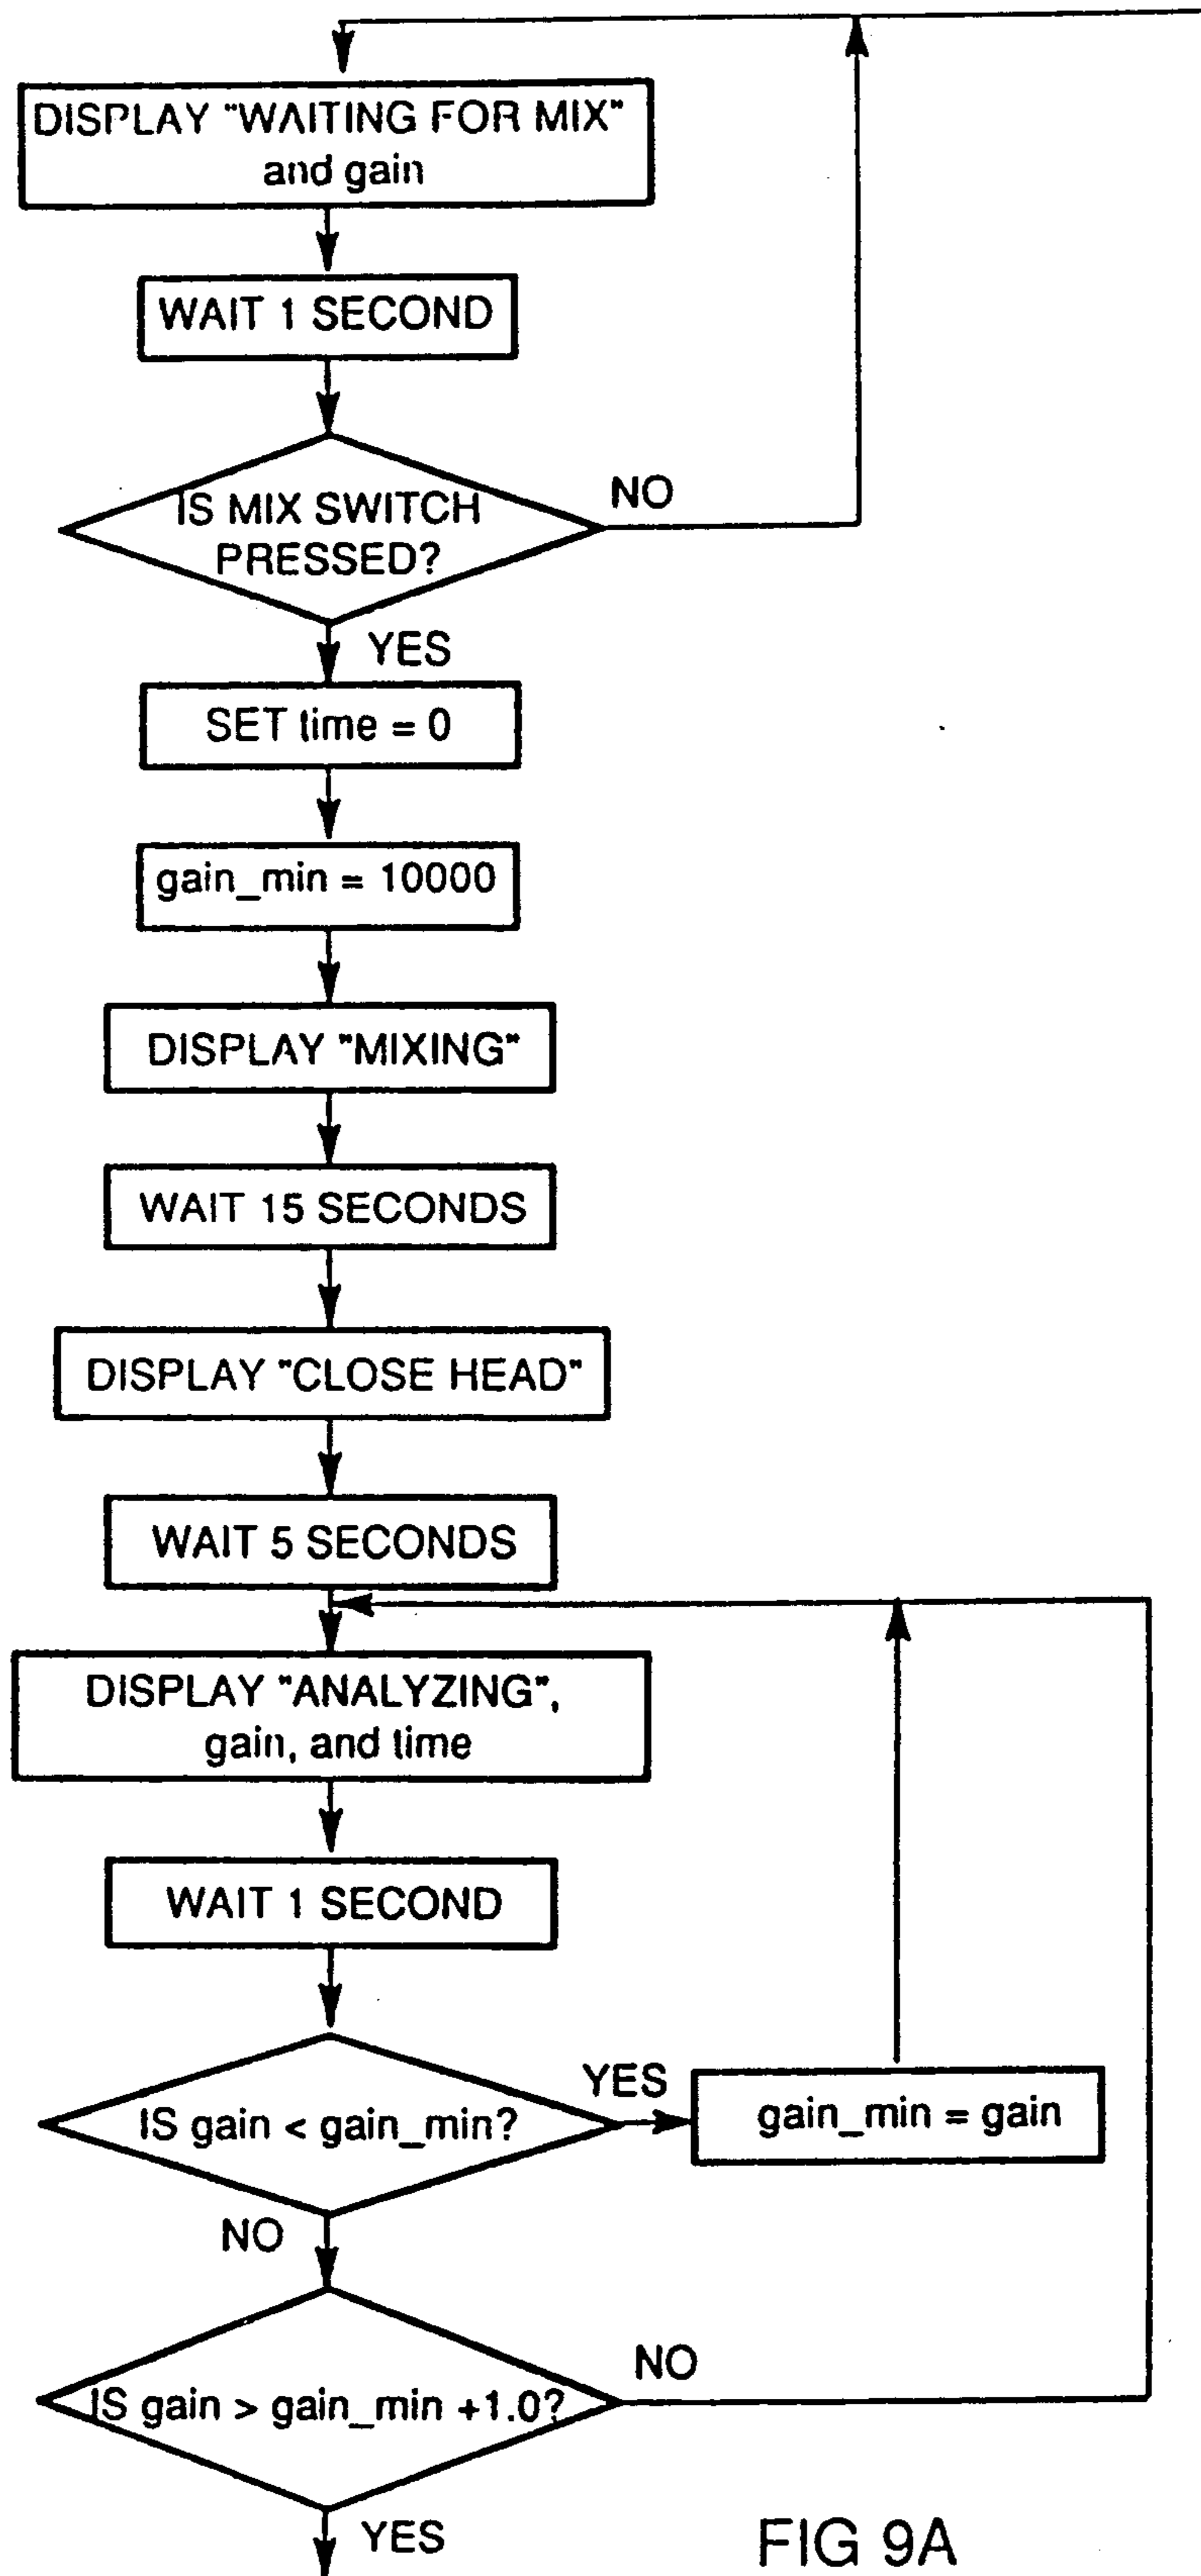 DISPLAY "WAITING FOR MIX"
and gain
WAIT 1 SECOND
IS MIX SWITCH
PRESSED?
NO
YES
SET time = 0
gain_min = 10000
DISPLAY "MIXING"
WAIT 15 SECONDS
DISPLAY "CLOSE HEAD"
WAIT 5 SECONDS
DISPLAY "ANALYZING",
gain, and time
WAIT 1 SECOND
IS gain < gain_min?
YES
gain_min = gain
NO
IS gain > gain_min +1.0?
NO
YES
FIG 9A